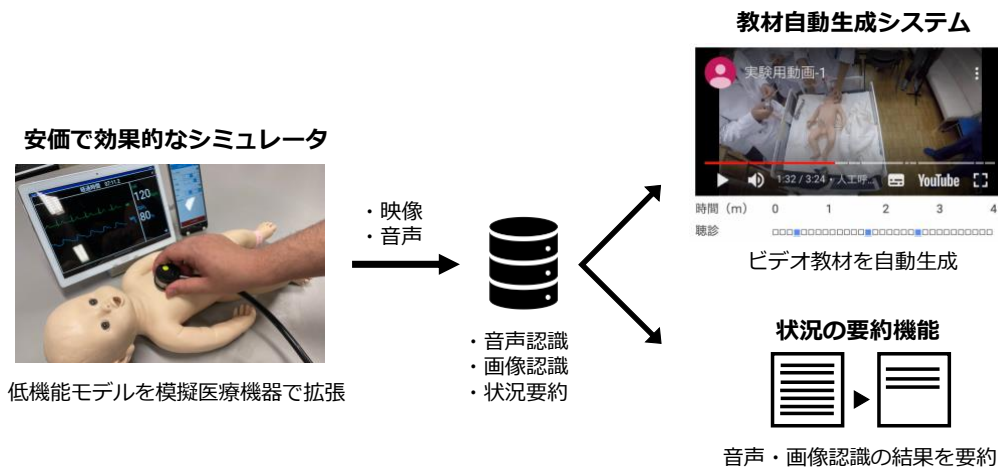 教材自動生成システム
実験用動画-1
1:32 / 3:24・人工呼...
YouTube
時間（m） 0 1 2 3 4
聴診
ビデオ教材を自動生成
安価で効果的なシミュレータ
120
80
低機能モデルを模擬医療機器で拡張
・映像
・音声
・音声認識
・画像認識
・状況要約
状況の要約機能
音声・画像認識の結果を要約